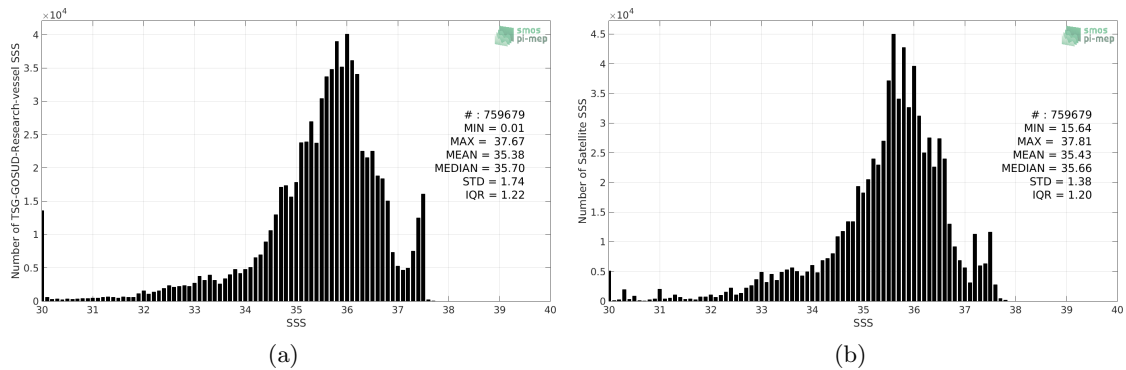 ×10⁴
4
3.5
3
2.5
2
1.5
1
0.5
0
30 31 32 33 34 35 36 37 38 39 40
SSS
Number of TSG-GOSUD-Research-vessel SSS
smos
pi-mep
# : 759679
MIN = 0.01
MAX = 37.67
MEAN = 35.38
MEDIAN = 35.70
STD = 1.74
IQR = 1.22
(a)
×10⁴
4.5
4
3.5
3
2.5
2
1.5
1
0.5
0
30 31 32 33 34 35 36 37 38 39 40
SSS
Number of Satellite SSS
smos
pi-mep
# : 759679
MIN = 15.64
MAX = 37.81
MEAN = 35.43
MEDIAN = 35.66
STD = 1.38
IQR = 1.20
(b)